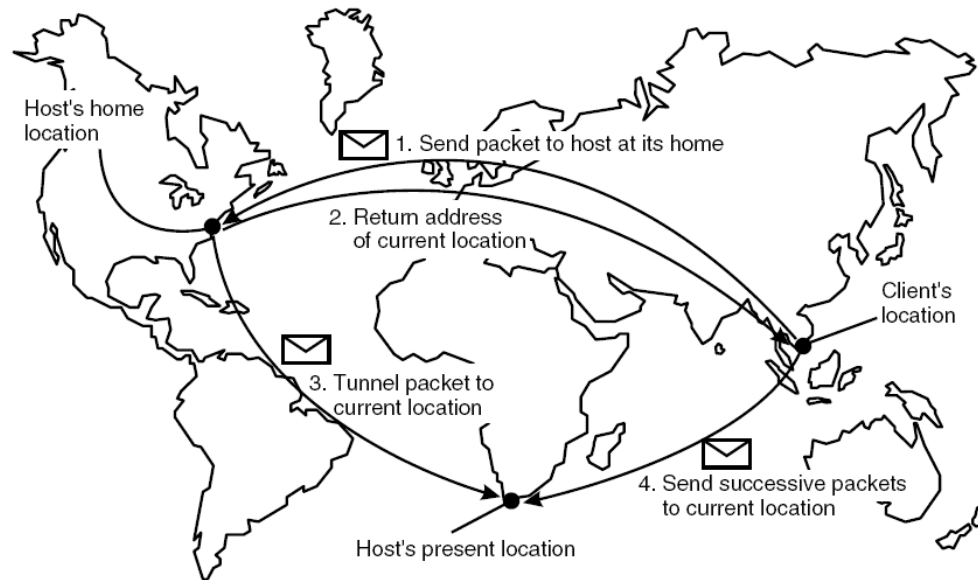 Host's home
location
1. Send packet to host at its home
2. Return address
of current location
Client's
location
3. Tunnel packet to
current location
4. Send successive packets
to current location
Host's present location